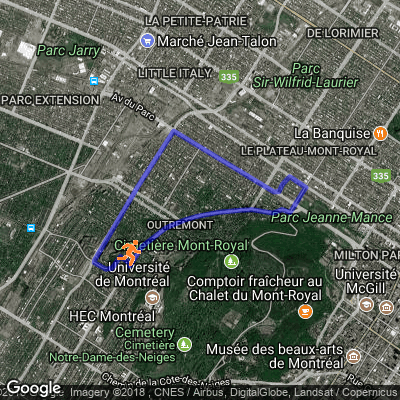 LA PETITE-PATRIE
DE LORIMIER
Marché Jean-Talon
Parc Jarry
LITTLE ITALY
335
Parc
Sir-Wilfrid-Laurier
PARC EXTENSION
Av du Parc
La Banquise
LE PLATEAU-MONT-ROYAL
335
Parc Jeanne-Mance
OUTREMONT
Cimetière Mont-Royal
MILTON PARC
Université
de Montréal
Comptoir fraîcheur au
Chalet du Mont-Royal
Université
McGill
HEC Montréal
Cemetery
Cimetière
Notre-Dame-des-Neiges
Musée des beaux-arts
de Montréal
Chemin de la Côte-des-Neiges
Google
Imagery ©2018 , CNES / Airbus, DigitalGlobe, Landsat / Copernicus